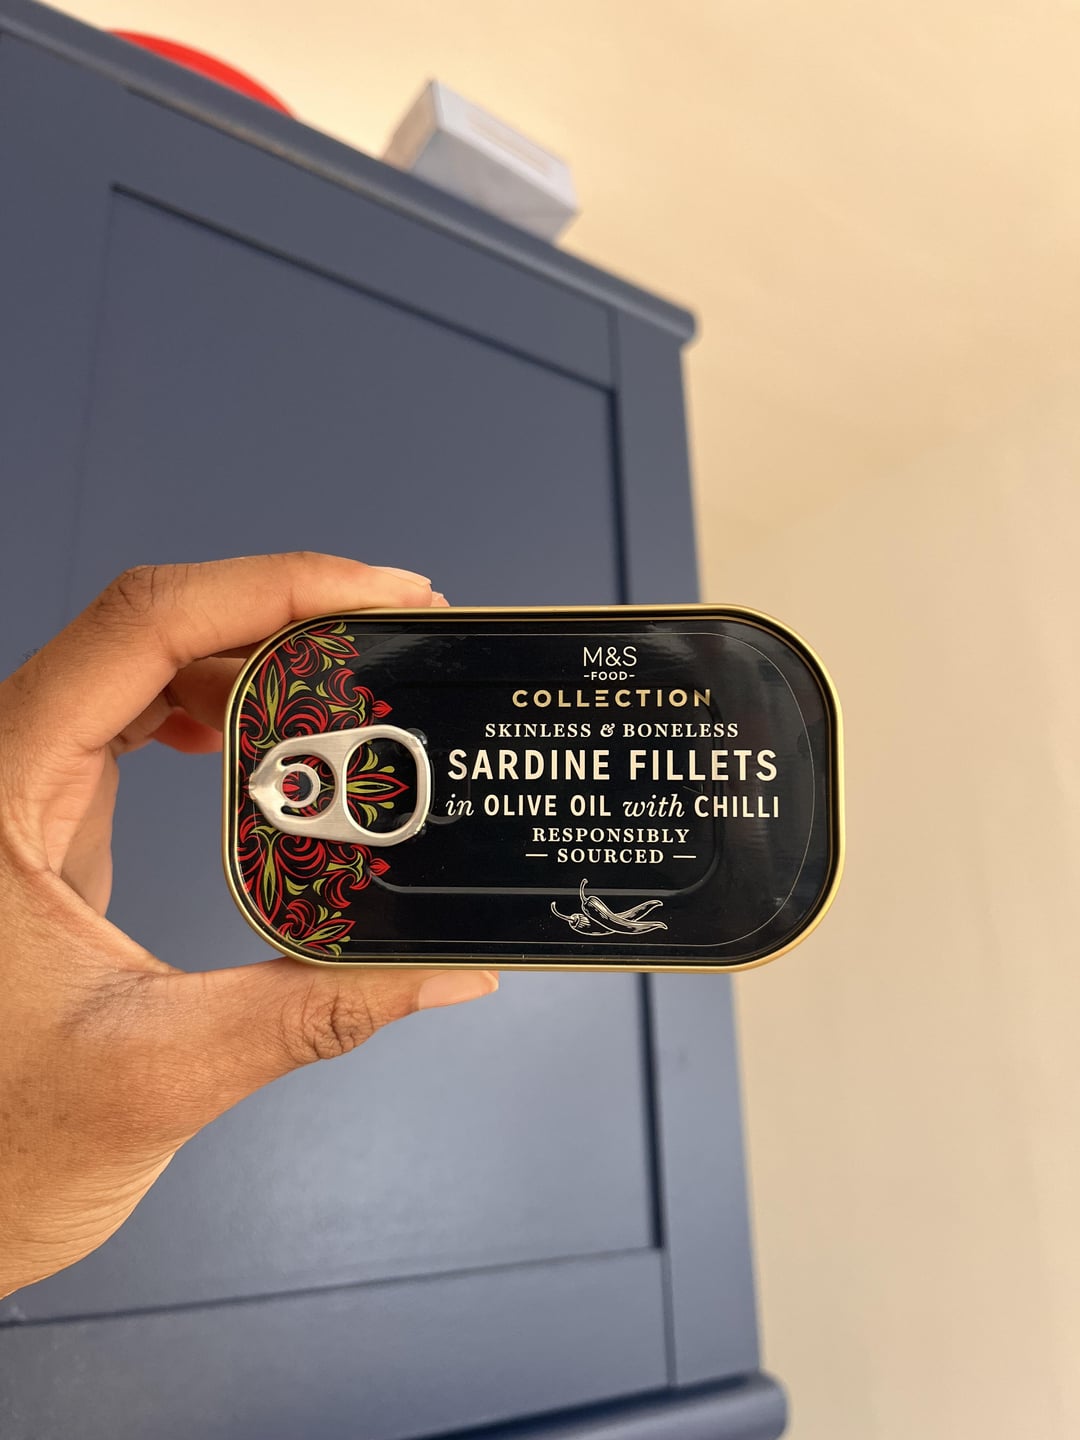 M&S
-FOOD-
COLLECTION
SKINLESS & BONELESS
SARDINE FILLETS
in OLIVE OIL with CHILLI
RESPONSIBLY
— SOURCED —